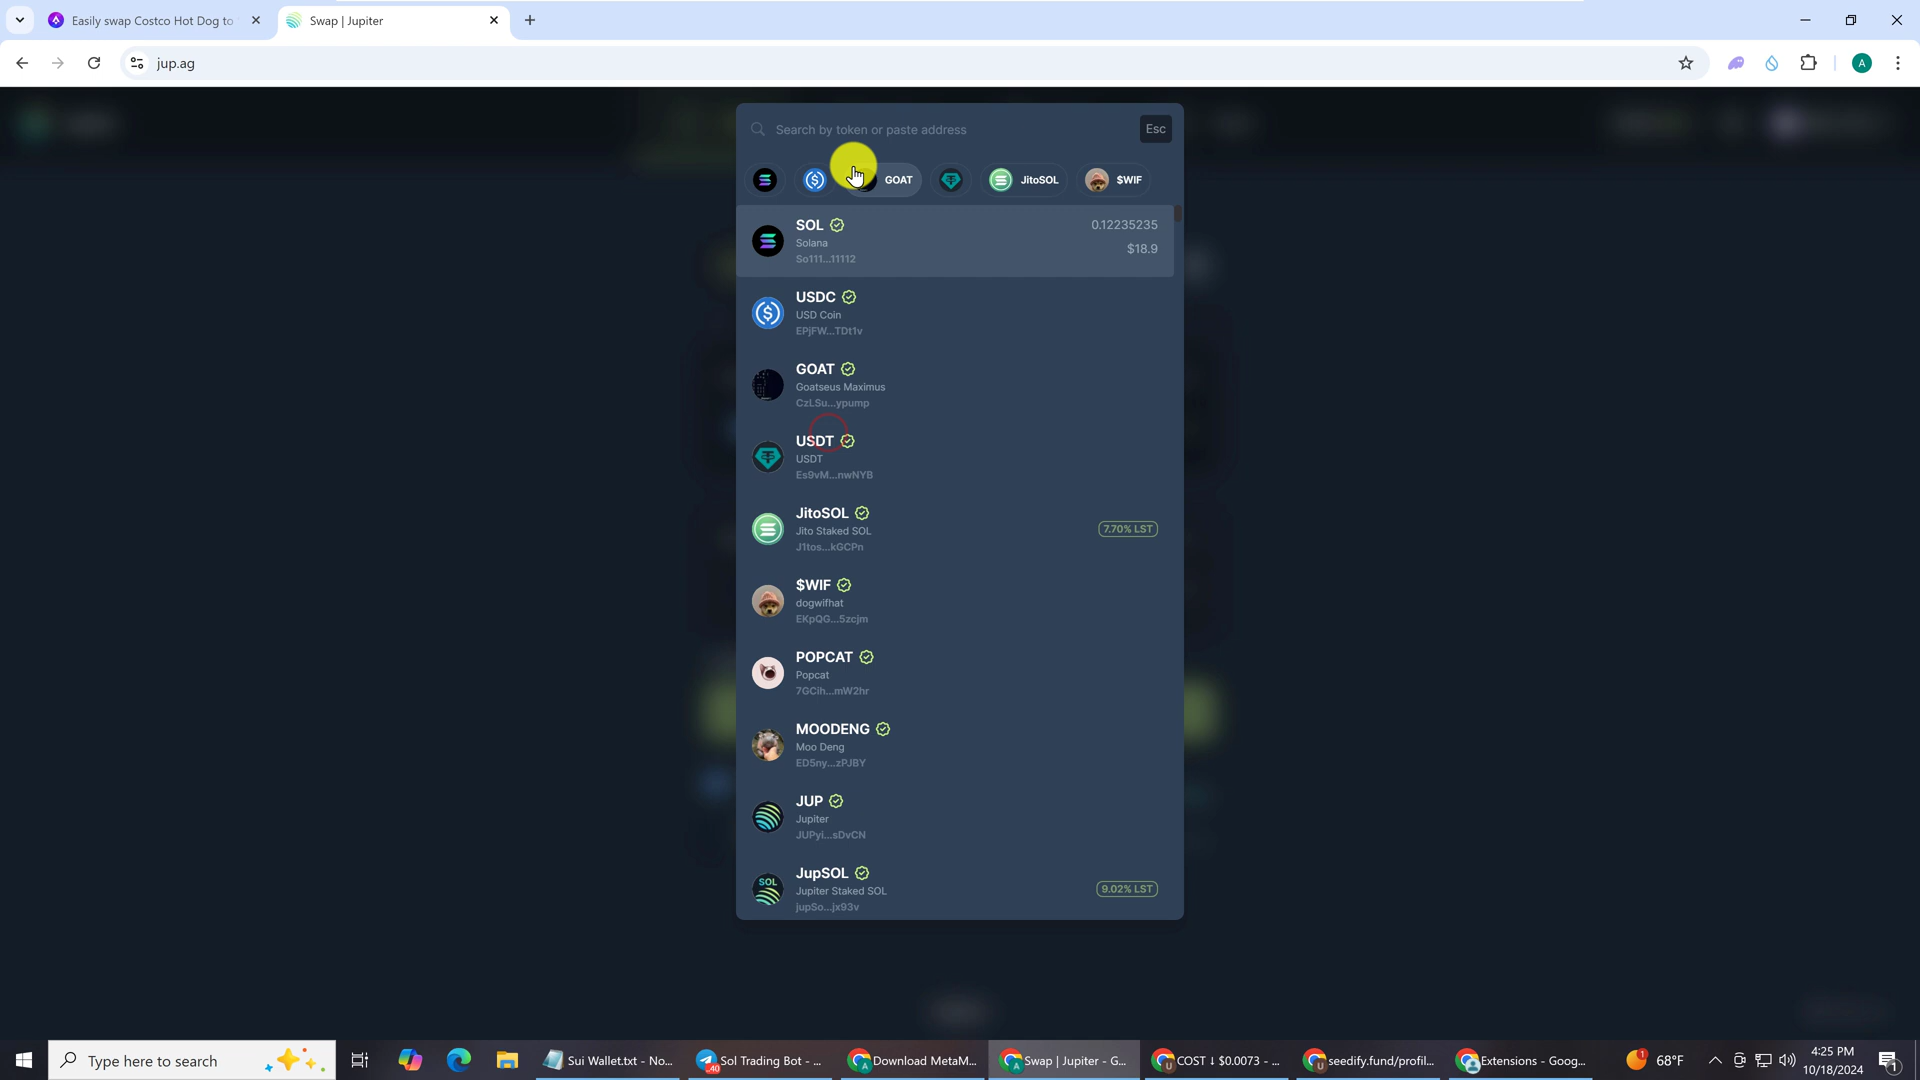 Easily swap Costco Hot Dog to
Swap | Jupiter
jup.ag
A
Search by token or paste address
Esc
GOAT
JitoSOL
$WIF
SOL
0.12235235
Solana
$18.9
So111...11112
USDC
USD Coin
EPjFW...TDt1v
GOAT
Goatseus Maximus
CzLSu...ypump
USDT
USDT
Es9vM...nwNYB
JitoSOL
Jito Staked SOL
7.70% LST
J1tos...kGCPn
$WIF
dogwifhat
EKpQG...5zcjm
POPCAT
Popcat
7GCih...mW2hr
MOODENG
Moo Deng
ED5ny...zPJBY
JUP
Jupiter
JUPyi...sDvCN
JupSOL
SOL
Jupiter Staked SOL
9.02% LST
jupSo...jx93v
Type here to search
Sui Wallet.txt - No...
Sol Trading Bot - ...
Download MetaM...
Swap | Jupiter - G...
COST ↓ $0.0073 - ...
seedify.fund/profil...
Extensions - Goog...
68°F
4:25 PM
10/18/2024